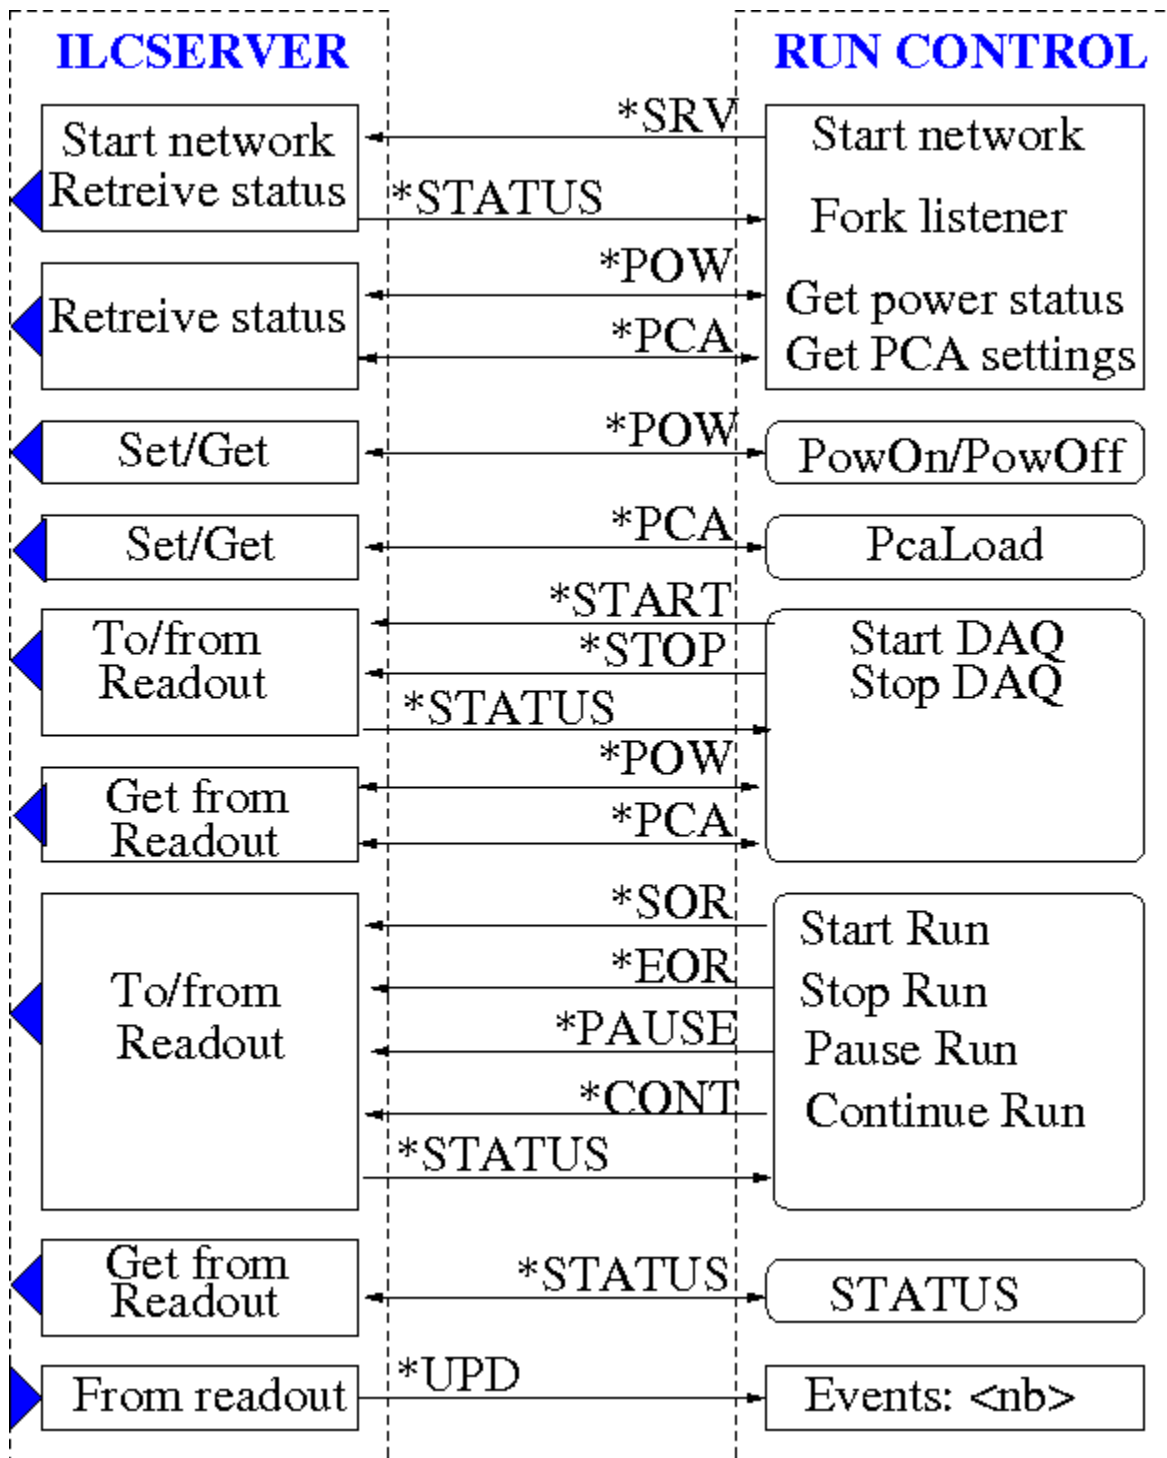 ILCSERVER
RUN CONTROL
*SRV
Start network
Start network
Retreive status
*STATUS
Fork listener
*POW
Retreive status
Get power status
*PCA
Get PCA settings
Set/Get
*POW
PowOn/PowOff
Set/Get
*PCA
PcaLoad
*START
To/from
Readout
Start DAQ
*STOP
Stop DAQ
*STATUS
*POW
Get from
Readout
*PCA
*SOR
Start Run
*EOR
To/from
Readout
Stop Run
*PAUSE
Pause Run
*CONT
Continue Run
*STATUS
Get from
Readout
*STATUS
STATUS
From readout
*UPD
Events: <nb>